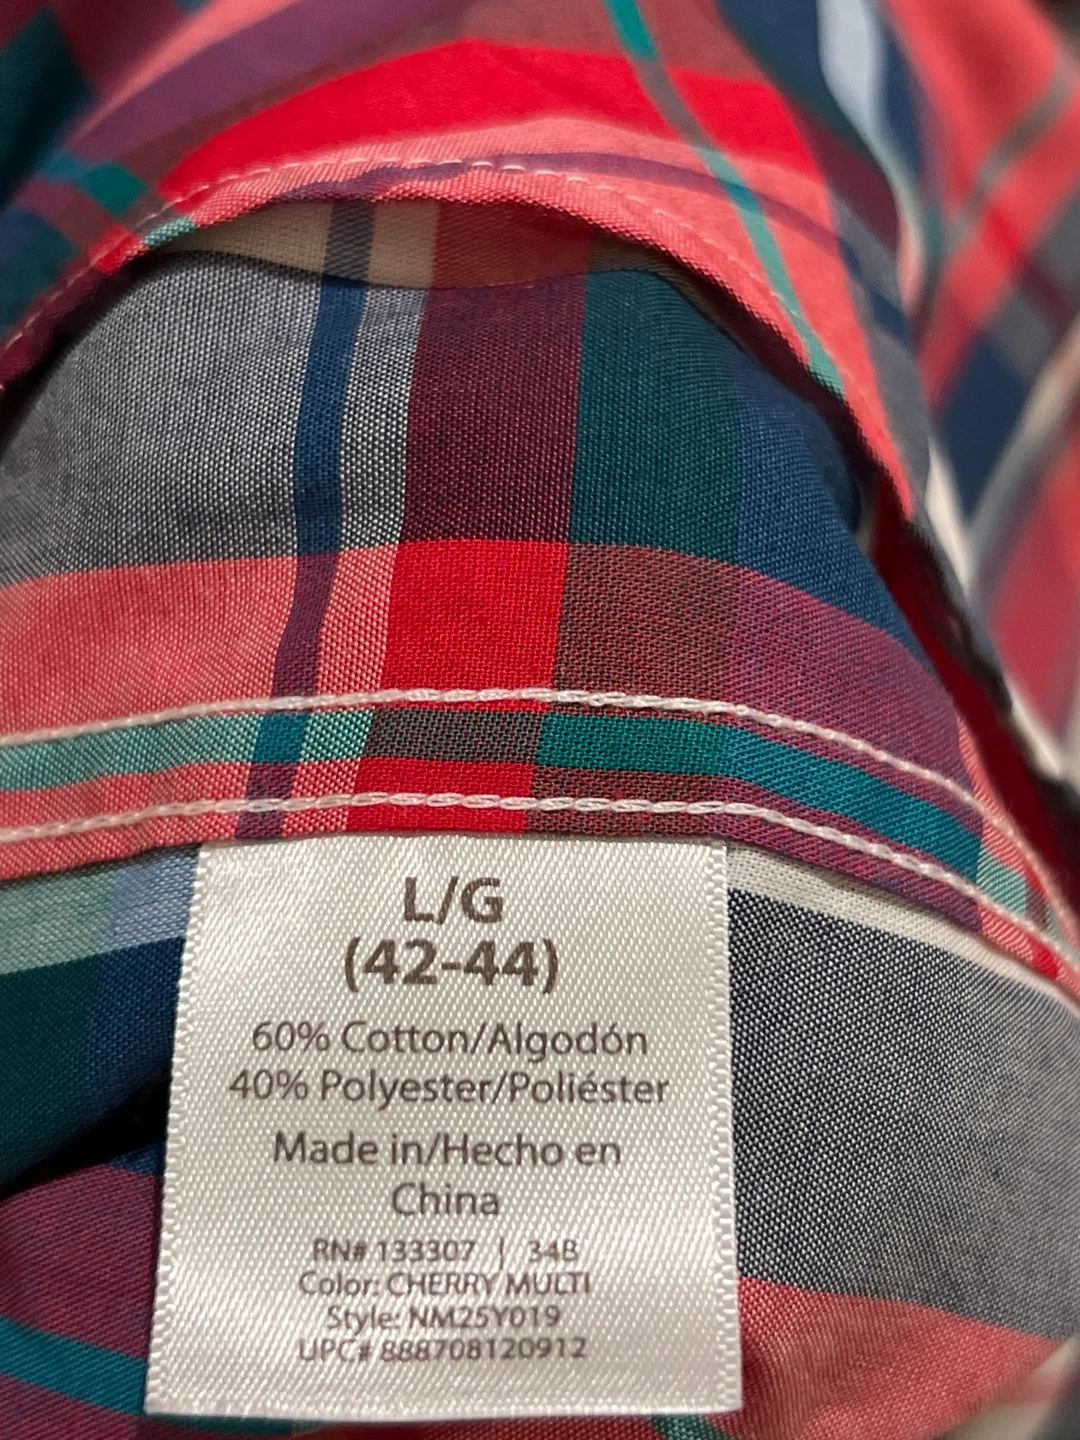 L/G
(42-44)
60% Cotton/Algodón
40% Polyester/Poliéster
Made in/Hecho en
China
RN# 133307 | 34B
Color: CHERRY MULTI
Style: NM25Y019
UPC# 888708120912